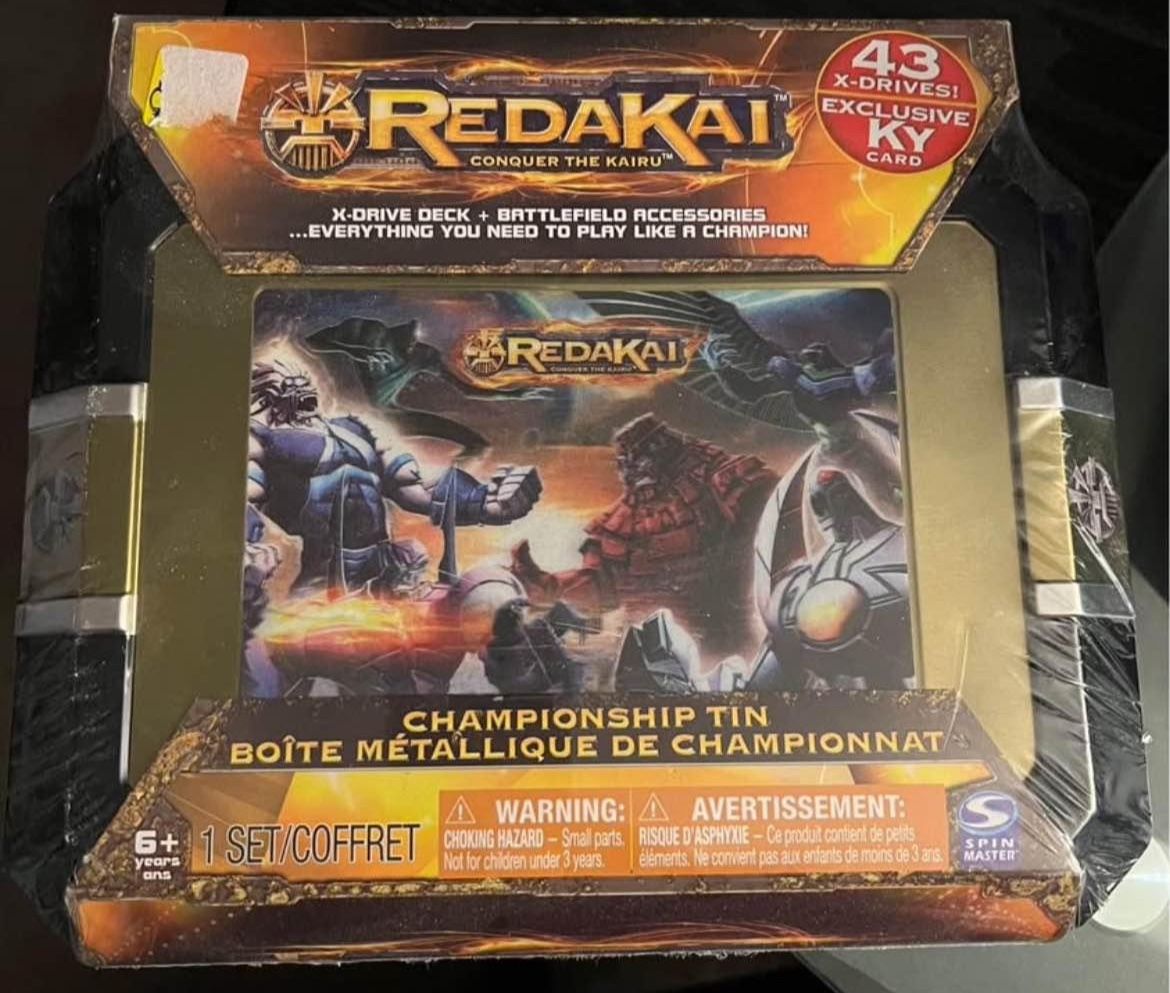 REDAKAI™
CONQUER THE KAIRU™
43
X-DRIVES!
EXCLUSIVE
KY
CARD
X-DRIVE DECK + BATTLEFIELD ACCESSORIES
...EVERYTHING YOU NEED TO PLAY LIKE A CHAMPION!
REDAKAI
CONQUER THE KAIRU
CHAMPIONSHIP TIN
BOÎTE MÉTALLIQUE DE CHAMPIONNAT
6+
years
ans
1 SET/COFFRET
WARNING:
CHOKING HAZARD – Small parts.
Not for children under 3 years.
AVERTISSEMENT:
RISQUE D'ASPHYXIE – Ce produit contient de petits
éléments. Ne convient pas aux enfants de moins de 3 ans.
SPIN
MASTER™